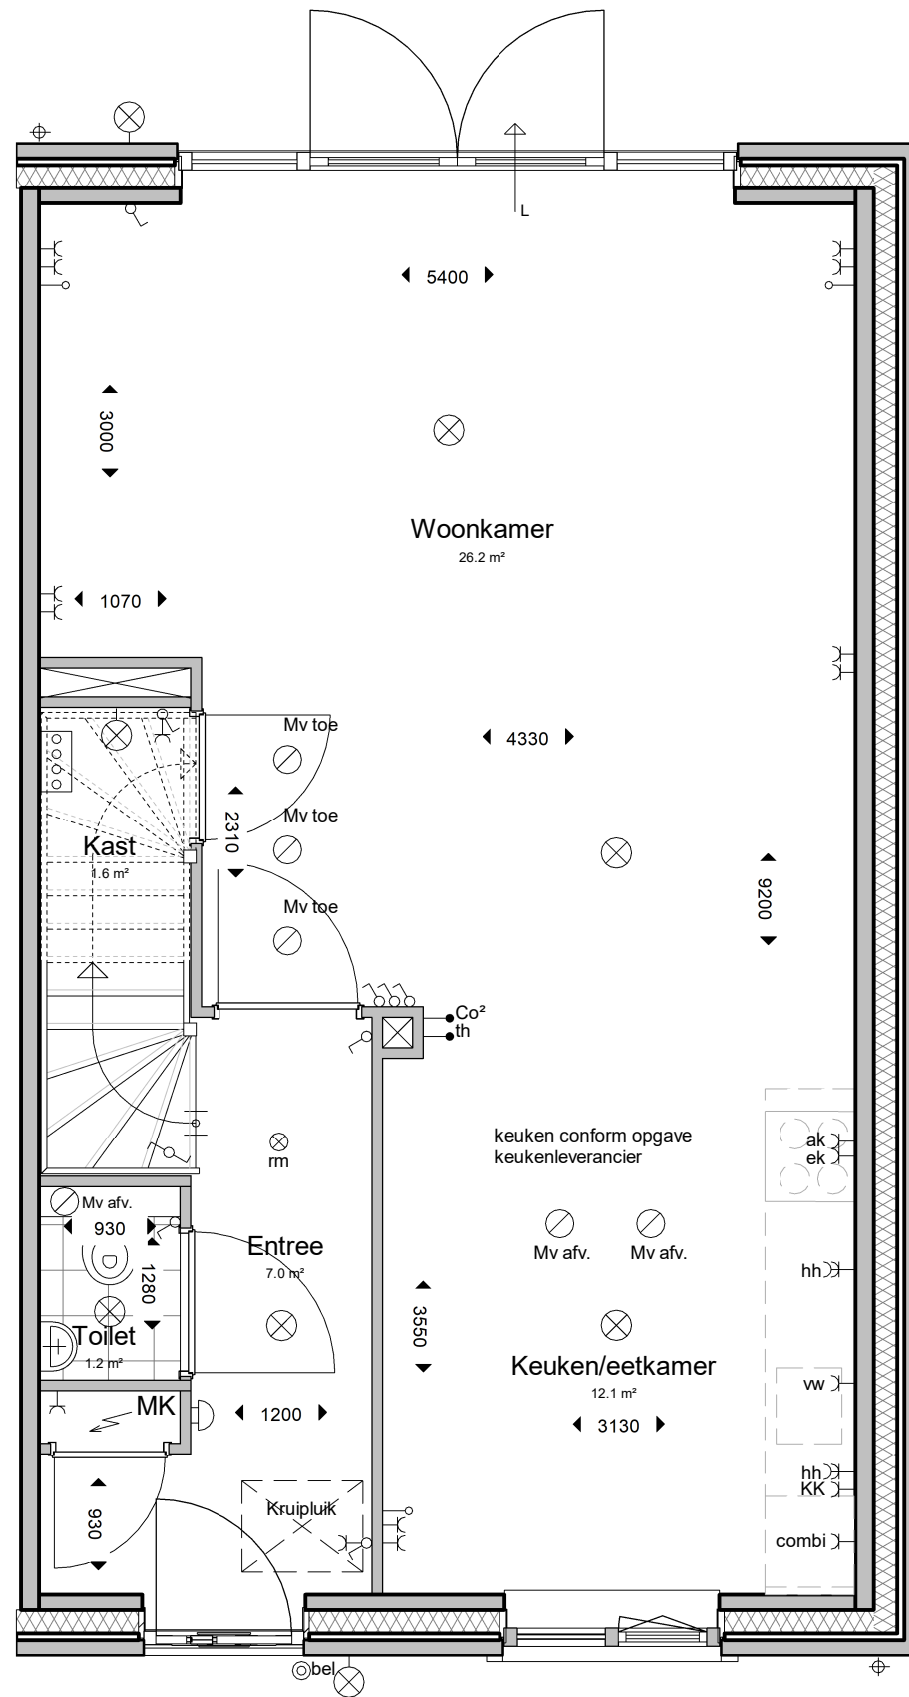 L
5400
3000
Woonkamer
26.2 m²
1070
Mv toe
4330
Mv toe
2310
Kast
1.6 m²
9200
Mv toe
Co²
th
keuken conform opgave
keukenleverancier
ak
ek
rm
Mv afv.
930
Entree
7.0 m²
1280
Mv afv.
Mv afv.
hh
3550
Toilet
1.2 m²
Keuken/eetkamer
12.1 m²
vw
MK
1200
3130
hh
KK
Kruipluik
930
combi
bel